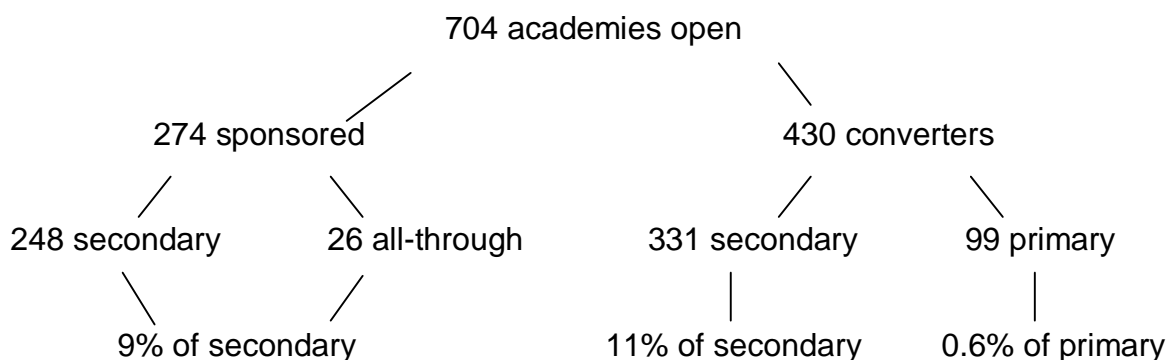 704 academies open
274 sponsored 430 converters
248 secondary 26 all-through 331 secondary 99 primary
9% of secondary 11% of secondary 0.6% of primary